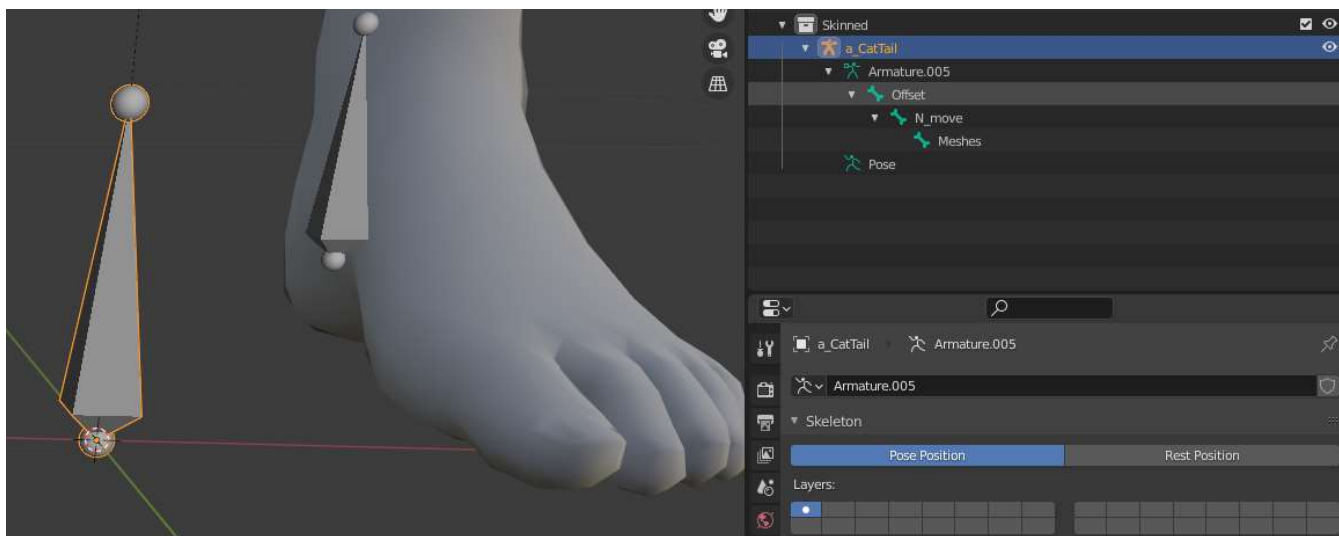 Skinned
a_CatTail
Armature.005
Offset
N_move
Meshes
Pose
a_CatTail Armature.005
Armature.005
Skeleton
Pose Position Rest Position
Layers: